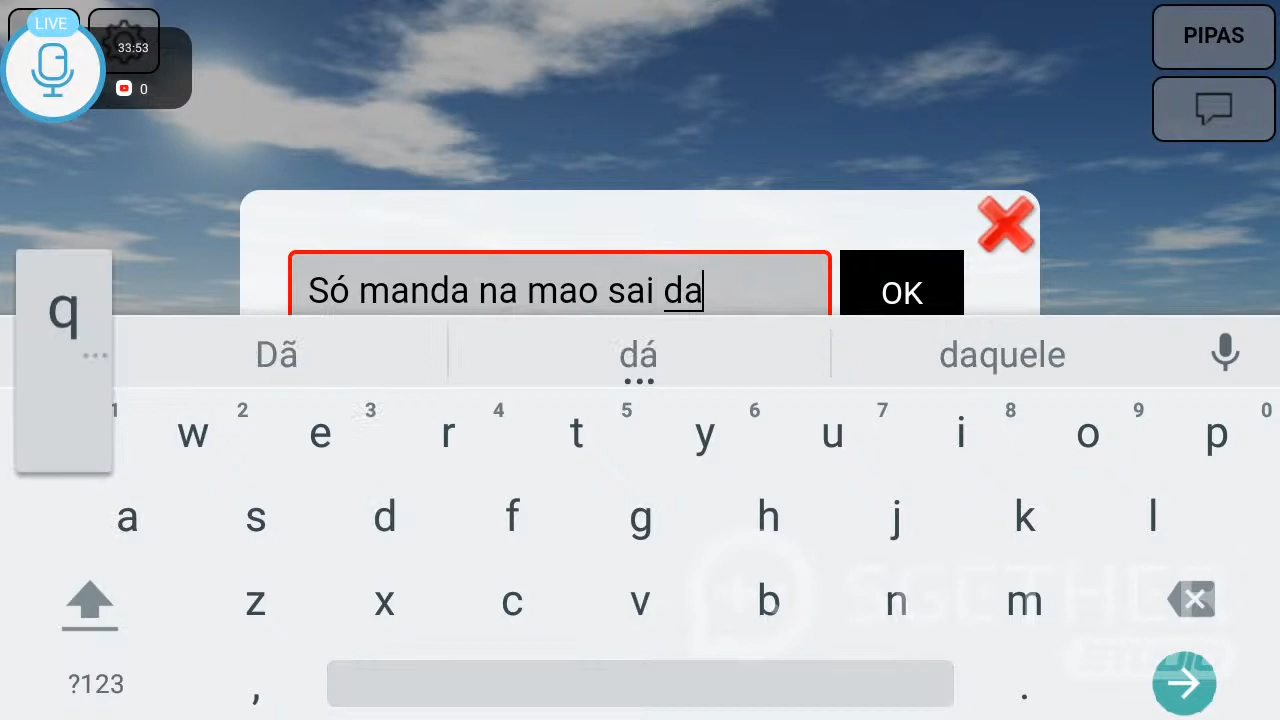 LIVE
33:53
0
PIPAS
Só manda na mao sai da
OK
q
Dã dá daquele
1 2 3 4 5 6 7 8 9 0
w e r t y u i o p
a s d f g h j k l
z x c v b n m
?123 , .
SGETHER